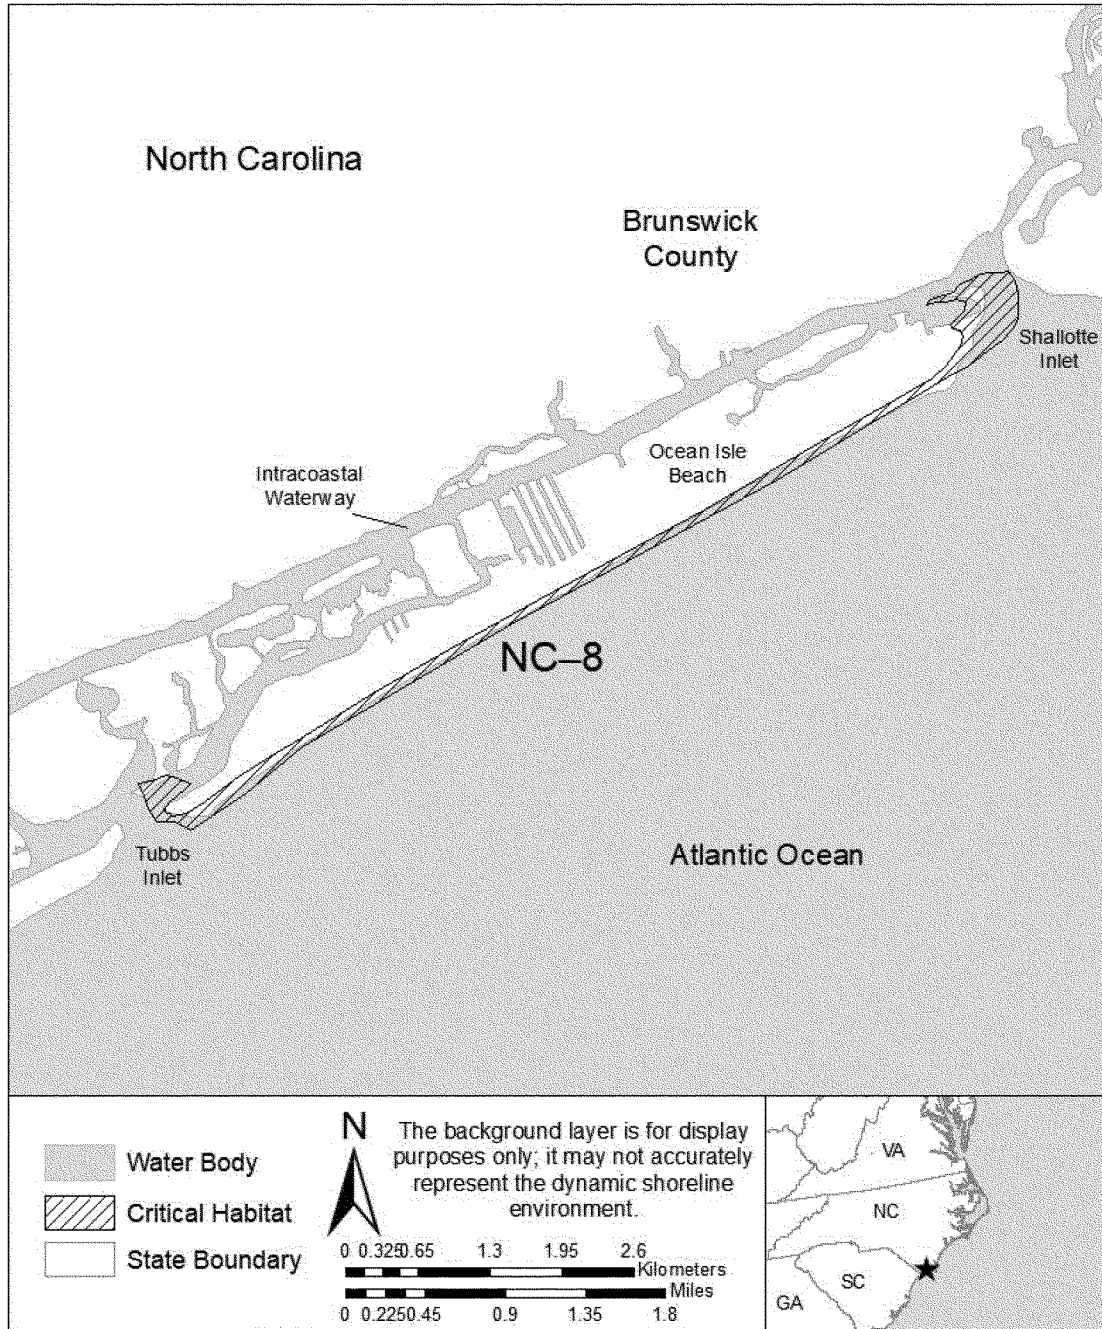 North Carolina
Brunswick
County
Shallotte
Inlet
Ocean Isle
Beach
Intracoastal
Waterway
NC–8
Tubbs
Inlet
Atlantic Ocean
Water Body
Critical Habitat
State Boundary
N
The background layer is for display
purposes only; it may not accurately
represent the dynamic shoreline
environment.
0 0.325 0.65 1.3 1.95 2.6
Kilometers
Miles
0 0.225 0.45 0.9 1.35 1.8
VA
NC
SC
GA